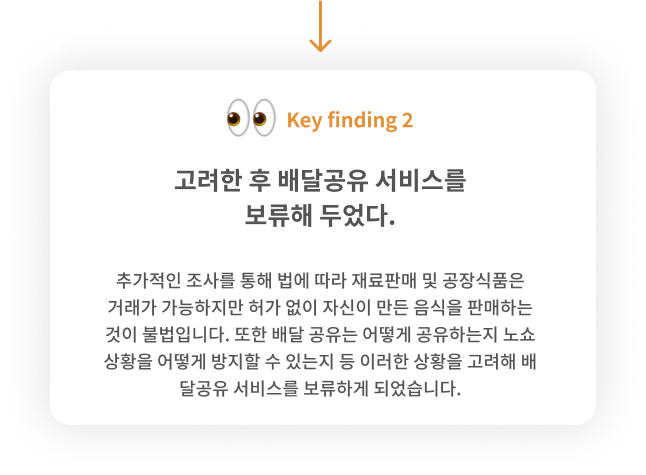 Key finding 2
고려한 후 배달공유 서비스를
보류해 두었다.
추가적인 조사를 통해 법에 따라 재료판매 및 공장식품은
거래가 가능하지만 허가 없이 자신이 만든 음식을 판매하는
것이 불법입니다. 또한 배달 공유는 어떻게 공유하는지 노쇼
상황을 어떻게 방지할 수 있는지 등 이러한 상황을 고려해 배
달공유 서비스를 보류하게 되었습니다.